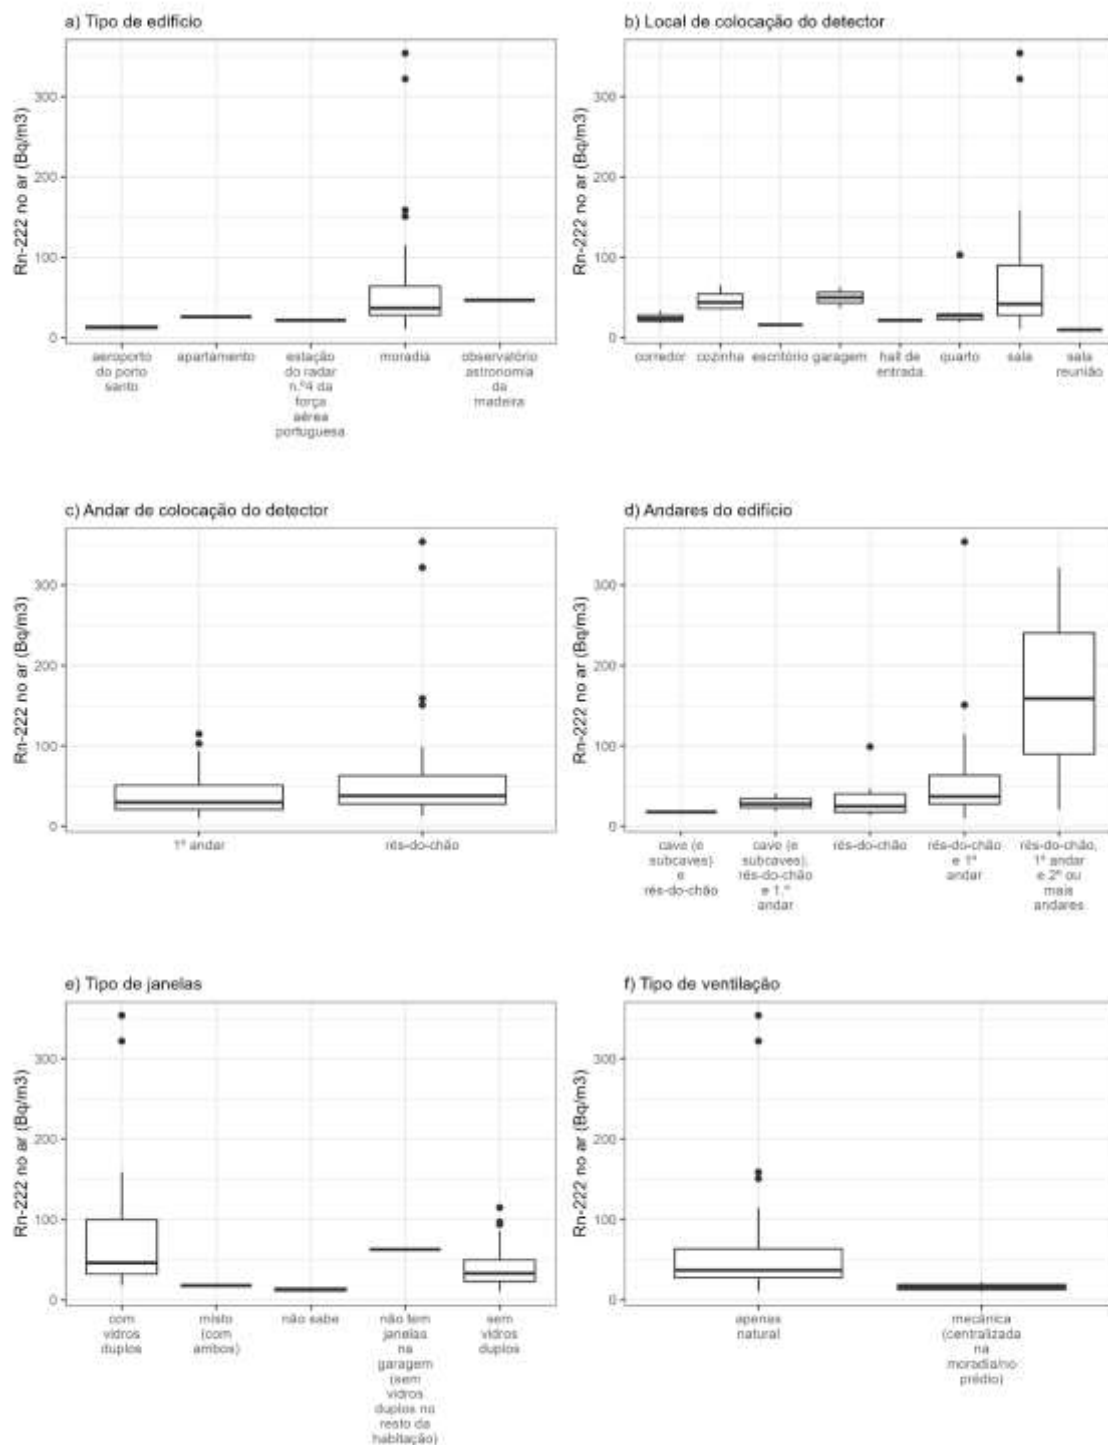 a) Tipo de edifício
Rn-222 no ar (Bq/m3)
300
200
100
0
aeroporto
do porto
santo
apartamento
estação
do radar
n.º4 da
força
aérea
portuguesa
moradia
observatório
astronomia
da
madeira
b) Local de colocação do detector
Rn-222 no ar (Bq/m3)
300
200
100
0
corredor
cozinha
escritório
garagem
hall de
entrada
quarto
sala
sala
reunião
c) Andar de colocação do detector
Rn-222 no ar (Bq/m3)
300
200
100
0
1º andar
rés-do-chão
d) Andares do edifício
Rn-222 no ar (Bq/m3)
300
200
100
0
cave (e
subcaves)
e
rés-do-chão
cave (e
subcaves),
rés-do-chão
e 1.º
andar
rés-do-chão
rés-do-chão
e 1º
andar
rés-do-chão,
1º andar
e 2º ou
mais
andares
e) Tipo de janelas
Rn-222 no ar (Bq/m3)
300
200
100
0
com
vidros
duplos
misto
(com
ambos)
não sabe
não tem
janelas
na
garagem
(sem
vidros
duplos no
resto da
habitação)
sem
vidros
duplos
f) Tipo de ventilação
Rn-222 no ar (Bq/m3)
300
200
100
0
apenas
natural
mecânica
(centralizada
na
moradia/no
prédio)